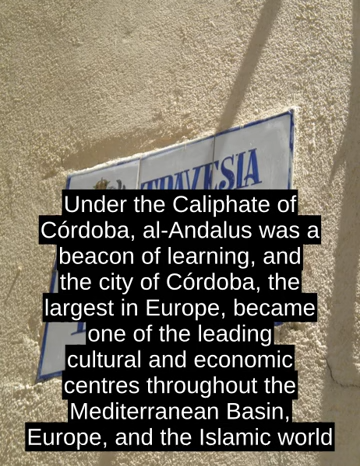 TRAVESIA
Under the Caliphate of
Córdoba, al-Andalus was a
beacon of learning, and
the city of Córdoba, the
largest in Europe, became
one of the leading
cultural and economic
centres throughout the
Mediterranean Basin,
Europe, and the Islamic world